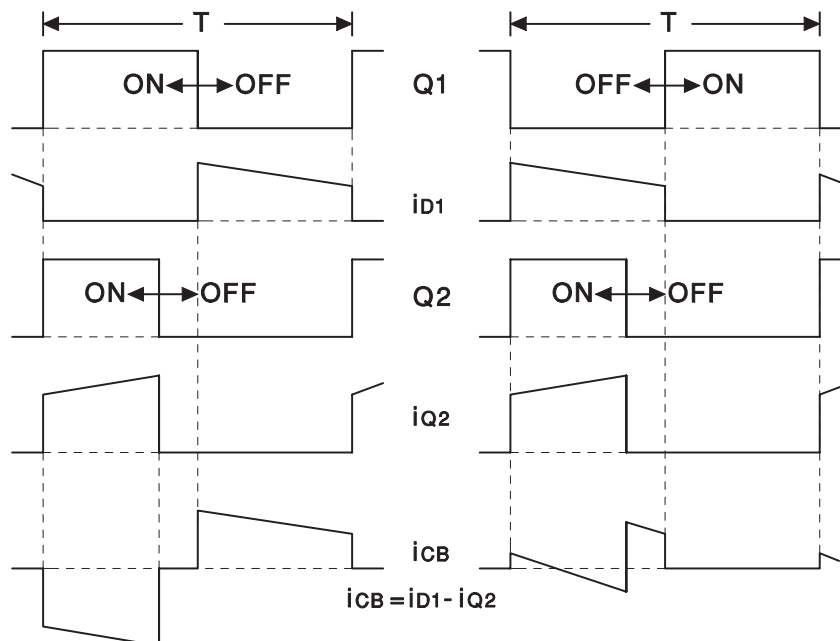 T T
ON OFF Q1 OFF ON
iD1
ON OFF Q2 ON OFF
iQ2
iCB
iCB=iD1-iQ2